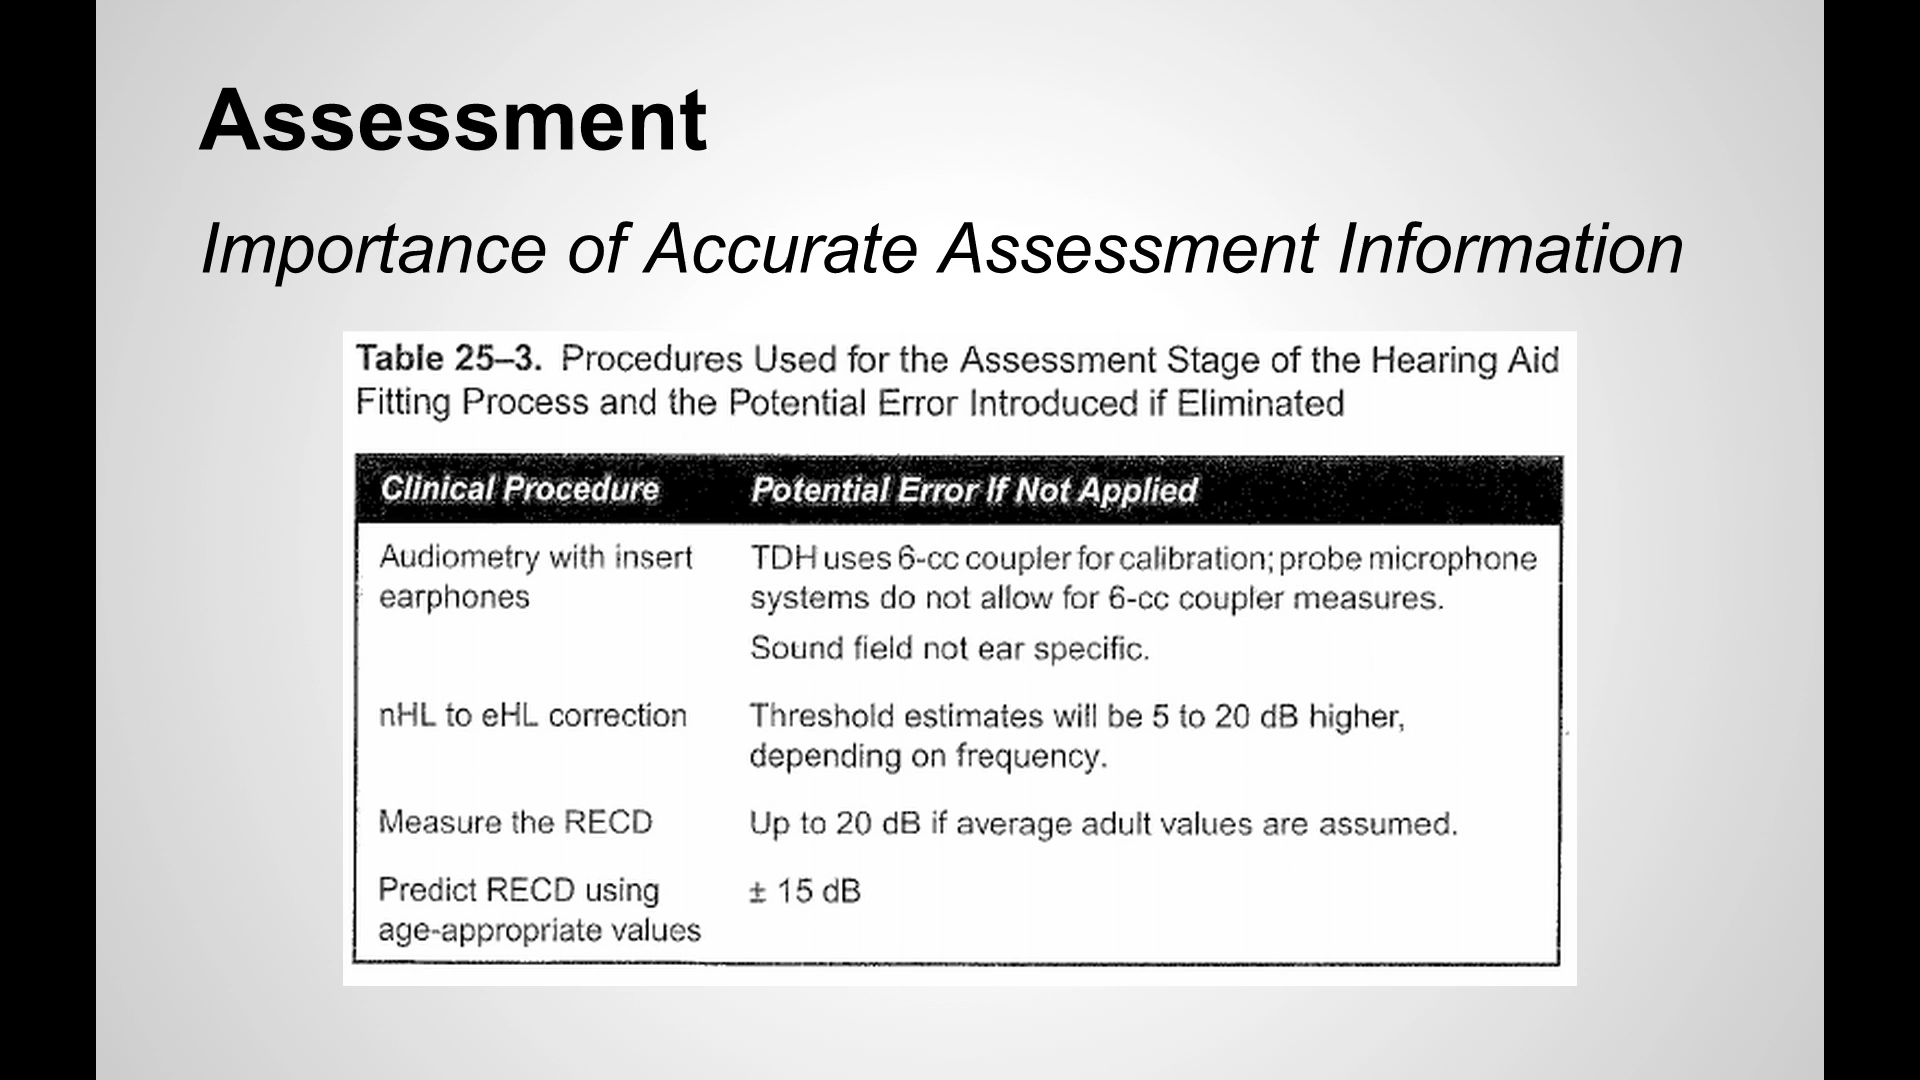 Assessment
Importance of Accurate Assessment Information
Table 25–3. Procedures Used for the Assessment Stage of the Hearing Aid
Fitting Process and the Potential Error Introduced if Eliminated
Clinical Procedure Potential Error If Not Applied
Audiometry with insert TDH uses 6-cc coupler for calibration; probe microphone
earphones systems do not allow for 6-cc coupler measures.
Sound field not ear specific.
nHL to eHL correction Threshold estimates will be 5 to 20 dB higher,
depending on frequency.
Measure the RECD Up to 20 dB if average adult values are assumed.
Predict RECD using ± 15 dB
age-appropriate values